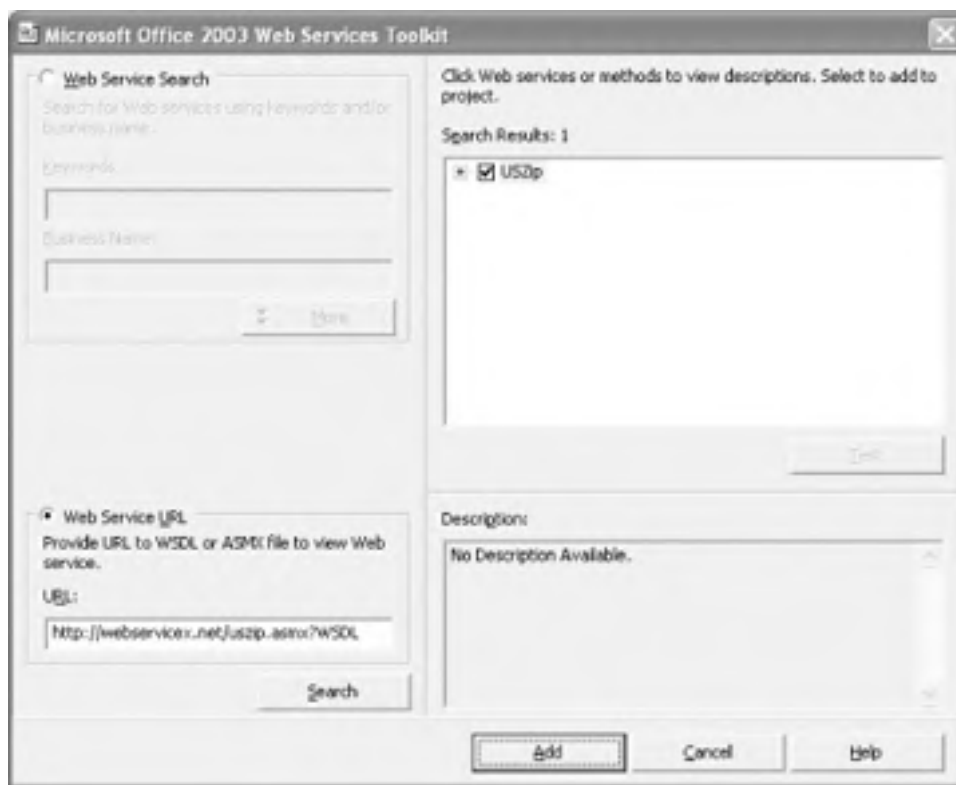 Microsoft Office 2003 Web Services Toolkit
Web Service Search
Search for Web services using keywords and/or
business name.
Keywords:
Business Name:
More
Web Service URL
Provide URL to WSDL or ASMX file to view Web
service.
URL:
http://webservicex.net/uszip.asmx?WSDL
Search
Click Web services or methods to view descriptions. Select to add to
project.
Search Results: 1
USZip
Test
Description:
No Description Available.
Add
Cancel
Help